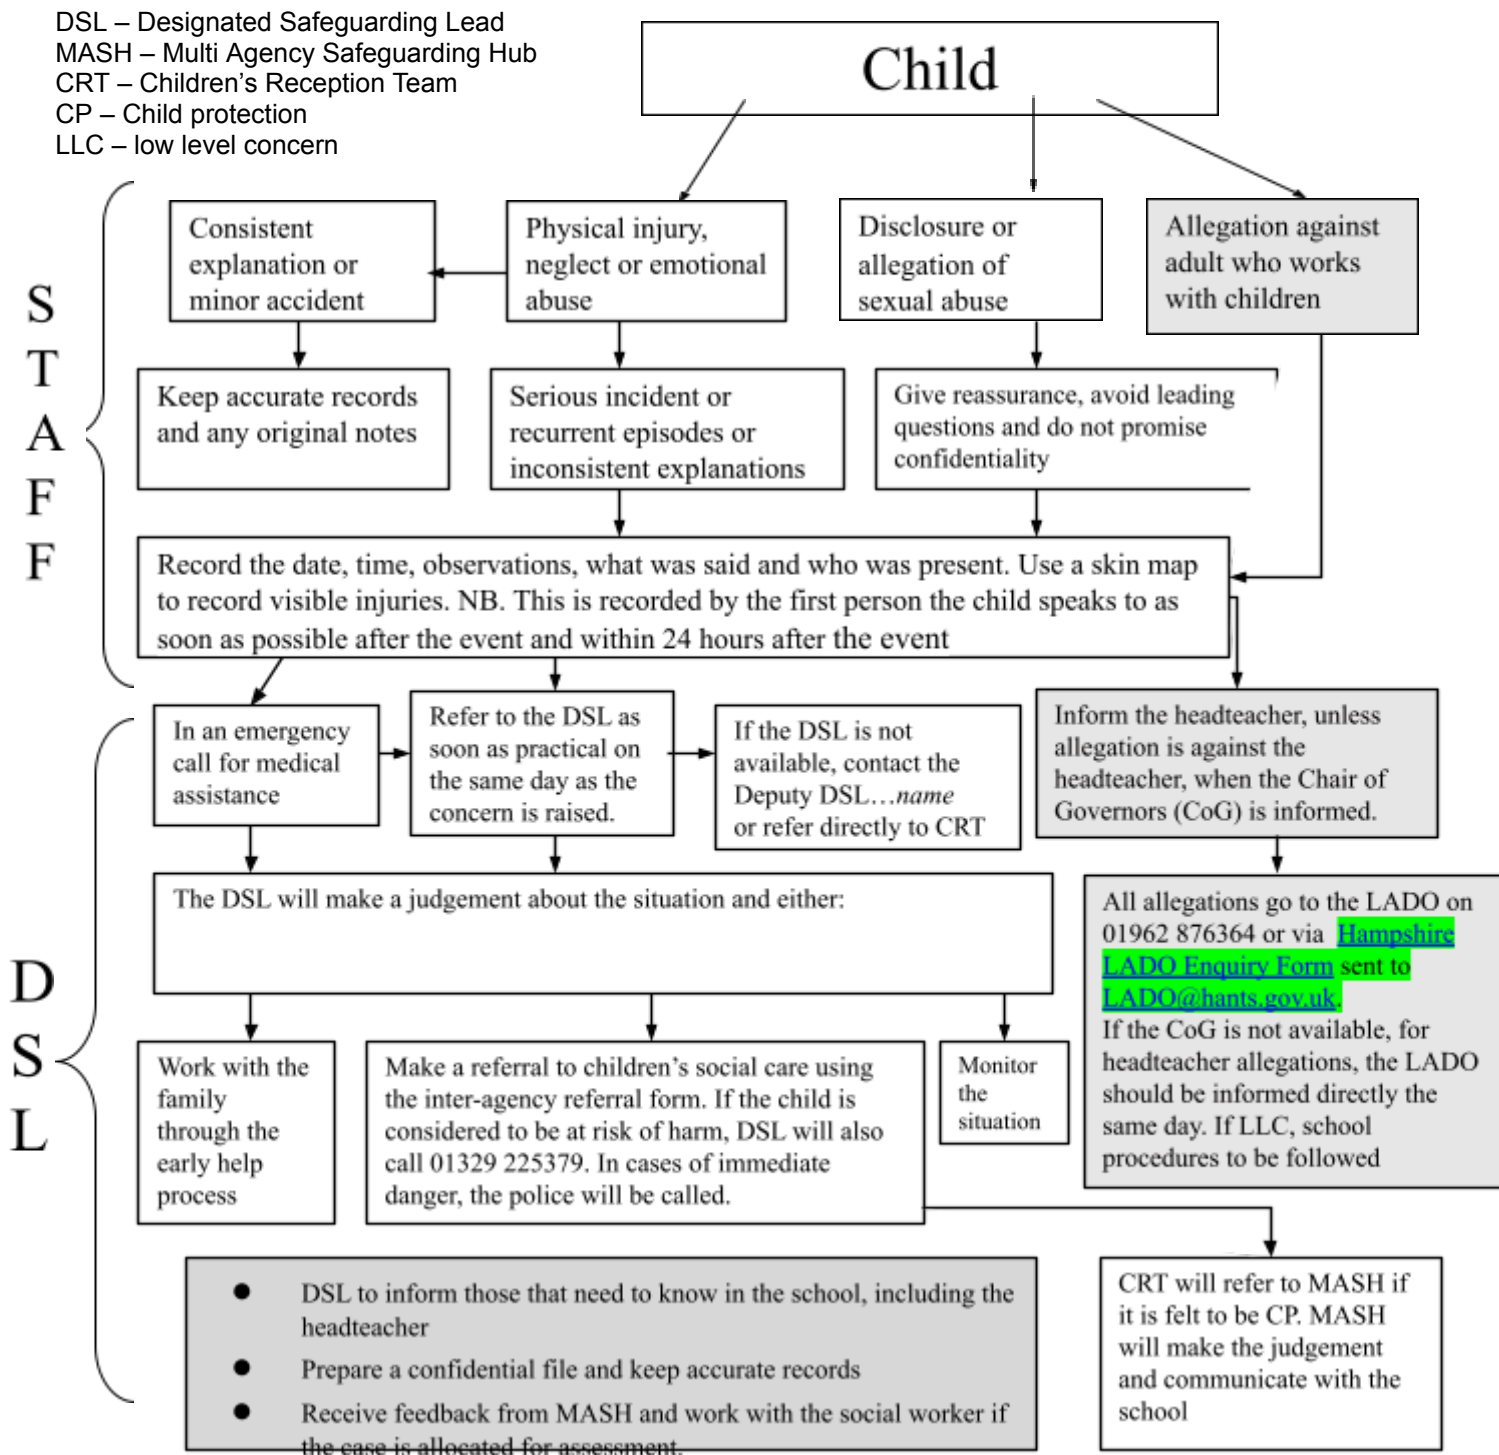 DSL – Designated Safeguarding Lead
MASH – Multi Agency Safeguarding Hub
CRT – Children's Reception Team
CP – Child protection
LLC – low level concern
Child
S
T
A
F
F
Consistent
explanation or
minor accident
Physical injury,
neglect or emotional
abuse
Disclosure or
allegation of
sexual abuse
Allegation against
adult who works
with children
Keep accurate records
and any original notes
Serious incident or
recurrent episodes or
inconsistent explanations
Give reassurance, avoid leading
questions and do not promise
confidentiality
Record the date, time, observations, what was said and who was present. Use a skin map
to record visible injuries. NB. This is recorded by the first person the child speaks to as
soon as possible after the event and within 24 hours after the event
D
S
L
In an emergency
call for medical
assistance
Refer to the DSL as
soon as practical on
the same day as the
concern is raised.
If the DSL is not
available, contact the
Deputy DSL…name
or refer directly to CRT
Inform the headteacher, unless
allegation is against the
headteacher, when the Chair of
Governors (CoG) is informed.
The DSL will make a judgement about the situation and either:
All allegations go to the LADO on
01962 876364 or via Hampshire
LADO Enquiry Form sent to
LADO@hants.gov.uk.
If the CoG is not available, for
headteacher allegations, the LADO
should be informed directly the
same day. If LLC, school
procedures to be followed
Work with the
family
through the
early help
process
Make a referral to children's social care using
the inter-agency referral form. If the child is
considered to be at risk of harm, DSL will also
call 01329 225379. In cases of immediate
danger, the police will be called.
Monitor
the
situation
● DSL to inform those that need to know in the school, including the
headteacher
● Prepare a confidential file and keep accurate records
● Receive feedback from MASH and work with the social worker if
the case is allocated for assessment.
CRT will refer to MASH if
it is felt to be CP. MASH
will make the judgement
and communicate with the
school